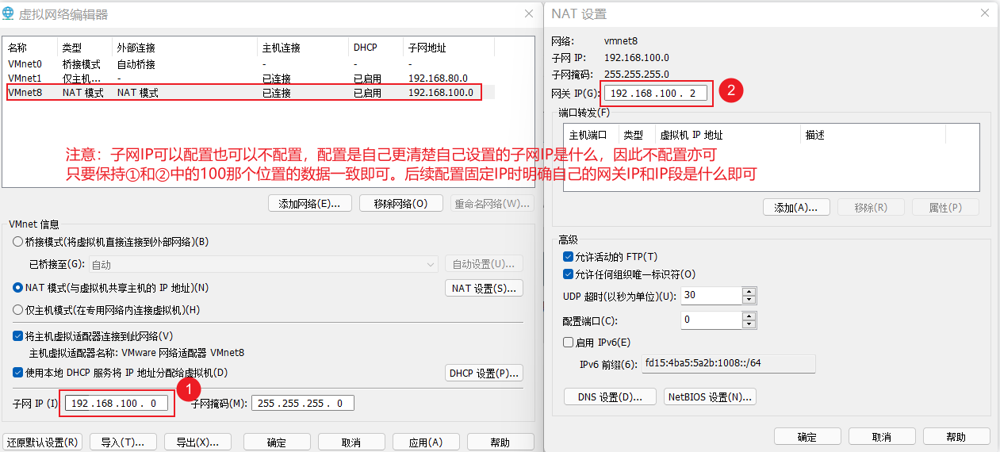 虚拟网络编辑器
名称 类型 外部连接 主机连接 DHCP 子网地址
VMnet0 桥接模式 自动桥接 - - -
VMnet1 仅主机... - 已连接 已启用 192.168.80.0
VMnet8 NAT 模式 NAT 模式 已连接 已启用 192.168.100.0
注意：子网IP可以配置也可以不配置，配置是自己更清楚自己设置的子网IP是什么，因此不配置亦可
只要保持①和②中的100那个位置的数据一致即可。后续配置固定IP时明确自己的网关IP和IP段是什么即可
添加网络(E)... 移除网络(O) 重命名网络(W)...
VMnet 信息
桥接模式(将虚拟机直接连接到外部网络)(B)
已桥接至(G): 自动 自动设置(U)...
NAT 模式(与虚拟机共享主机的 IP 地址)(N) NAT 设置(S)...
仅主机模式(在专用网络内连接虚拟机)(H)
将主机虚拟适配器连接到此网络(V)
主机虚拟适配器名称: VMware 网络适配器 VMnet8
使用本地 DHCP 服务将 IP 地址分配给虚拟机(D) DHCP 设置(P)...
1
子网 IP (I) 192 .168 .100 . 0 子网掩码(M): 255 .255 .255 . 0
还原默认设置(R) 导入(T)... 导出(X)... 确定 取消 应用(A) 帮助
NAT 设置
网络: vmnet8
子网 IP: 192.168.100.0
子网掩码: 255.255.255.0
网关 IP(G): 192 .168 .100 . 2 2
端口转发(F)
主机端口 类型 虚拟机 IP 地址 描述
添加(A)... 移除(R) 属性(P)
高级
允许活动的 FTP(T)
允许任何组织唯一标识符(O)
UDP 超时(以秒为单位)(U): 30
配置端口(C): 0
启用 IPv6(E)
IPv6 前缀(6): fd15:4ba5:5a2b:1008::/64
DNS 设置(D)... NetBIOS 设置(N)...
确定 取消 帮助